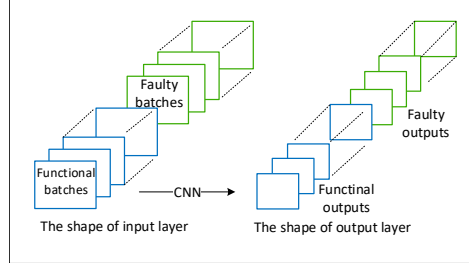 Faulty
batches
Functional
batches
CNN
Faulty
outputs
Functinal
outputs
The shape of input layer
The shape of output layer